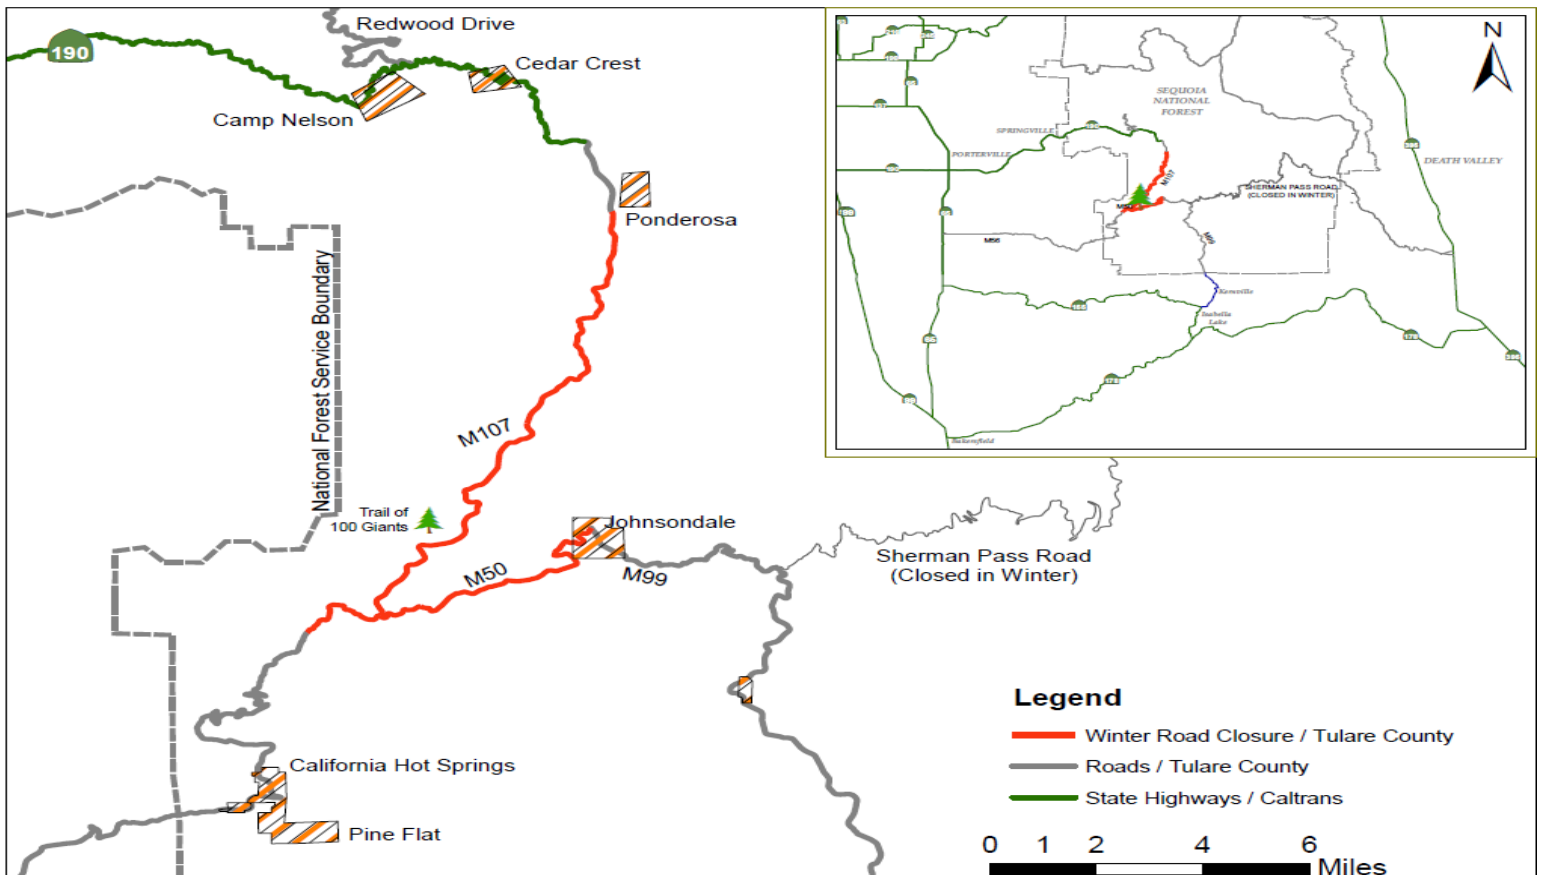 Redwood Drive
190
Cedar Crest
Camp Nelson
Ponderosa
National Forest Service Boundary
M107
Trail of
100 Giants
Johnsondale
M50
M99
Sherman Pass Road
(Closed in Winter)
California Hot Springs
Pine Flat
N
SEQUOIA
NATIONAL
FOREST
SPRINGVILLE
PORTERVILLE
DEATH VALLEY
M107
SHERMAN PASS ROAD
(CLOSED IN WINTER)
M50
M56
M99
Kernville
Isabella
Lake
Bakersfield
Legend
Winter Road Closure / Tulare County
Roads / Tulare County
State Highways / Caltrans
0 1 2 4 6
Miles